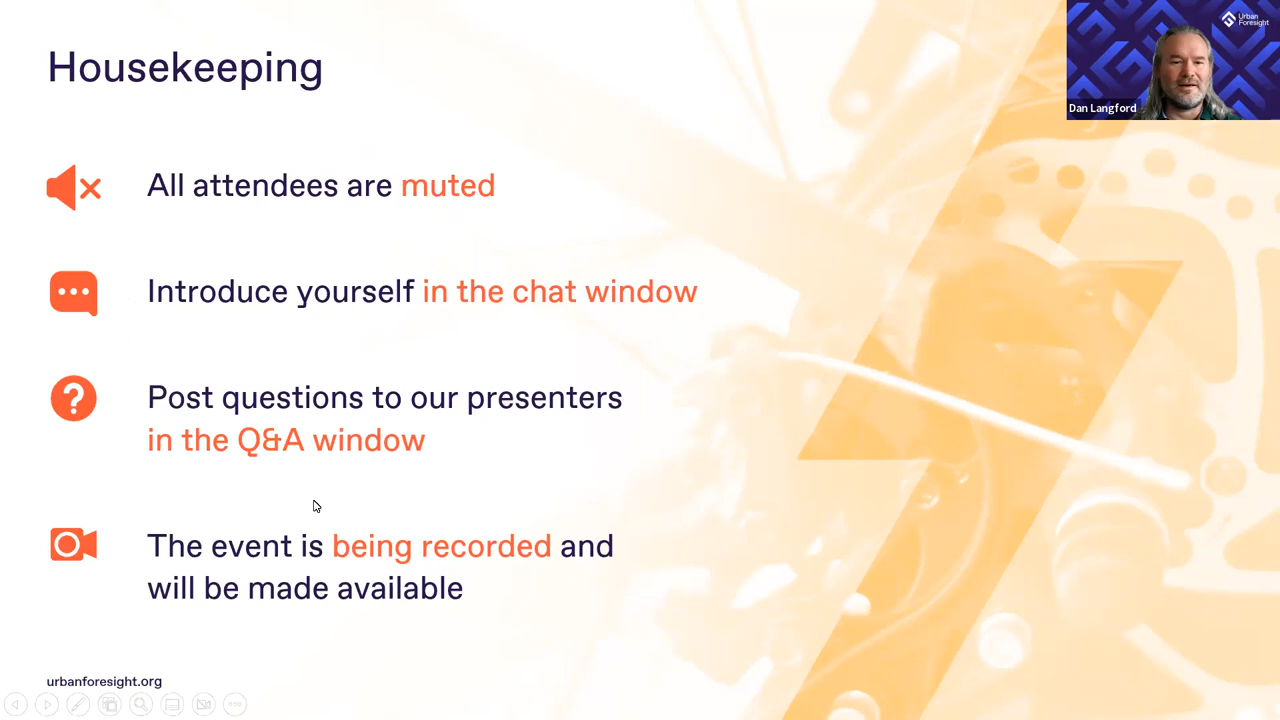 Housekeeping
Urban
Foresight
Dan Langford
All attendees are muted
Introduce yourself in the chat window
Post questions to our presenters
in the Q&A window
The event is being recorded and
will be made available
urbanforesight.org